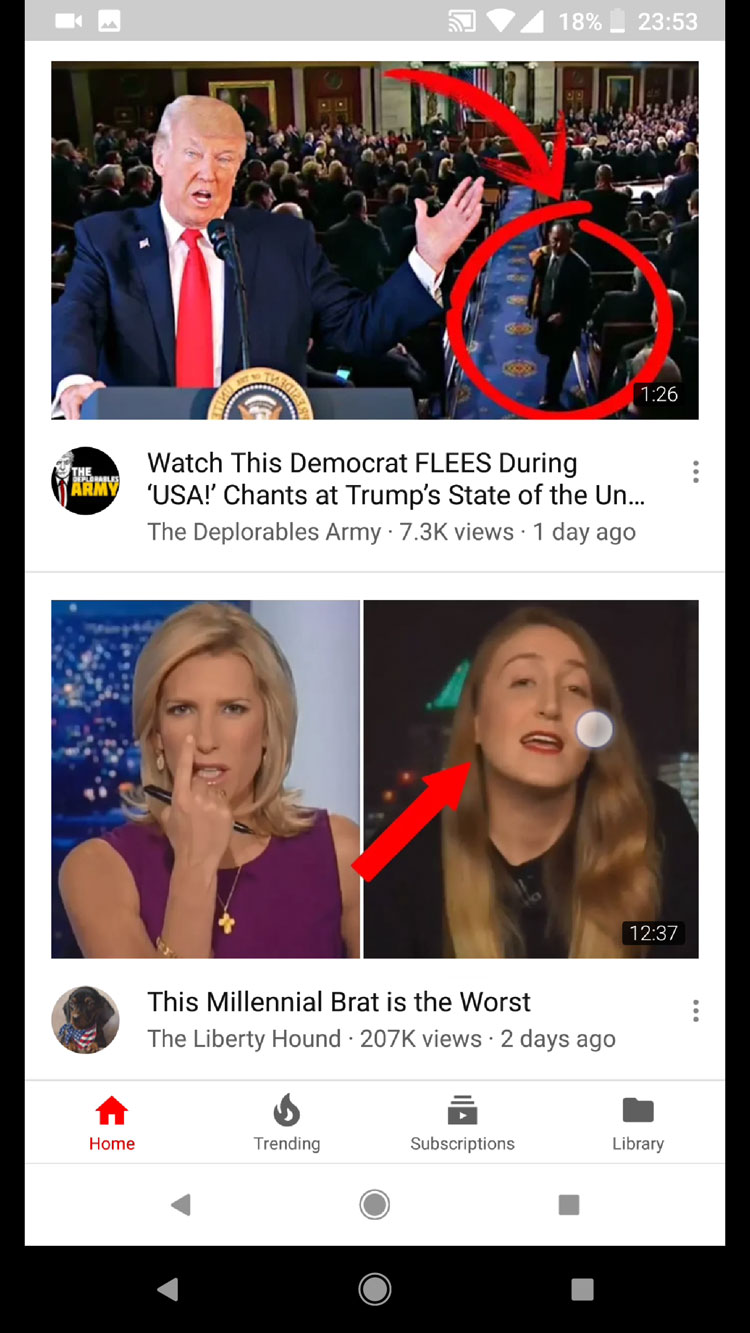 18% 23:53
1:26
THE
DEPLORABLES
ARMY
Watch This Democrat FLEES During
‘USA!’ Chants at Trump’s State of the Un...
The Deplorables Army · 7.3K views · 1 day ago
12:37
This Millennial Brat is the Worst
The Liberty Hound · 207K views · 2 days ago
Home Trending Subscriptions Library